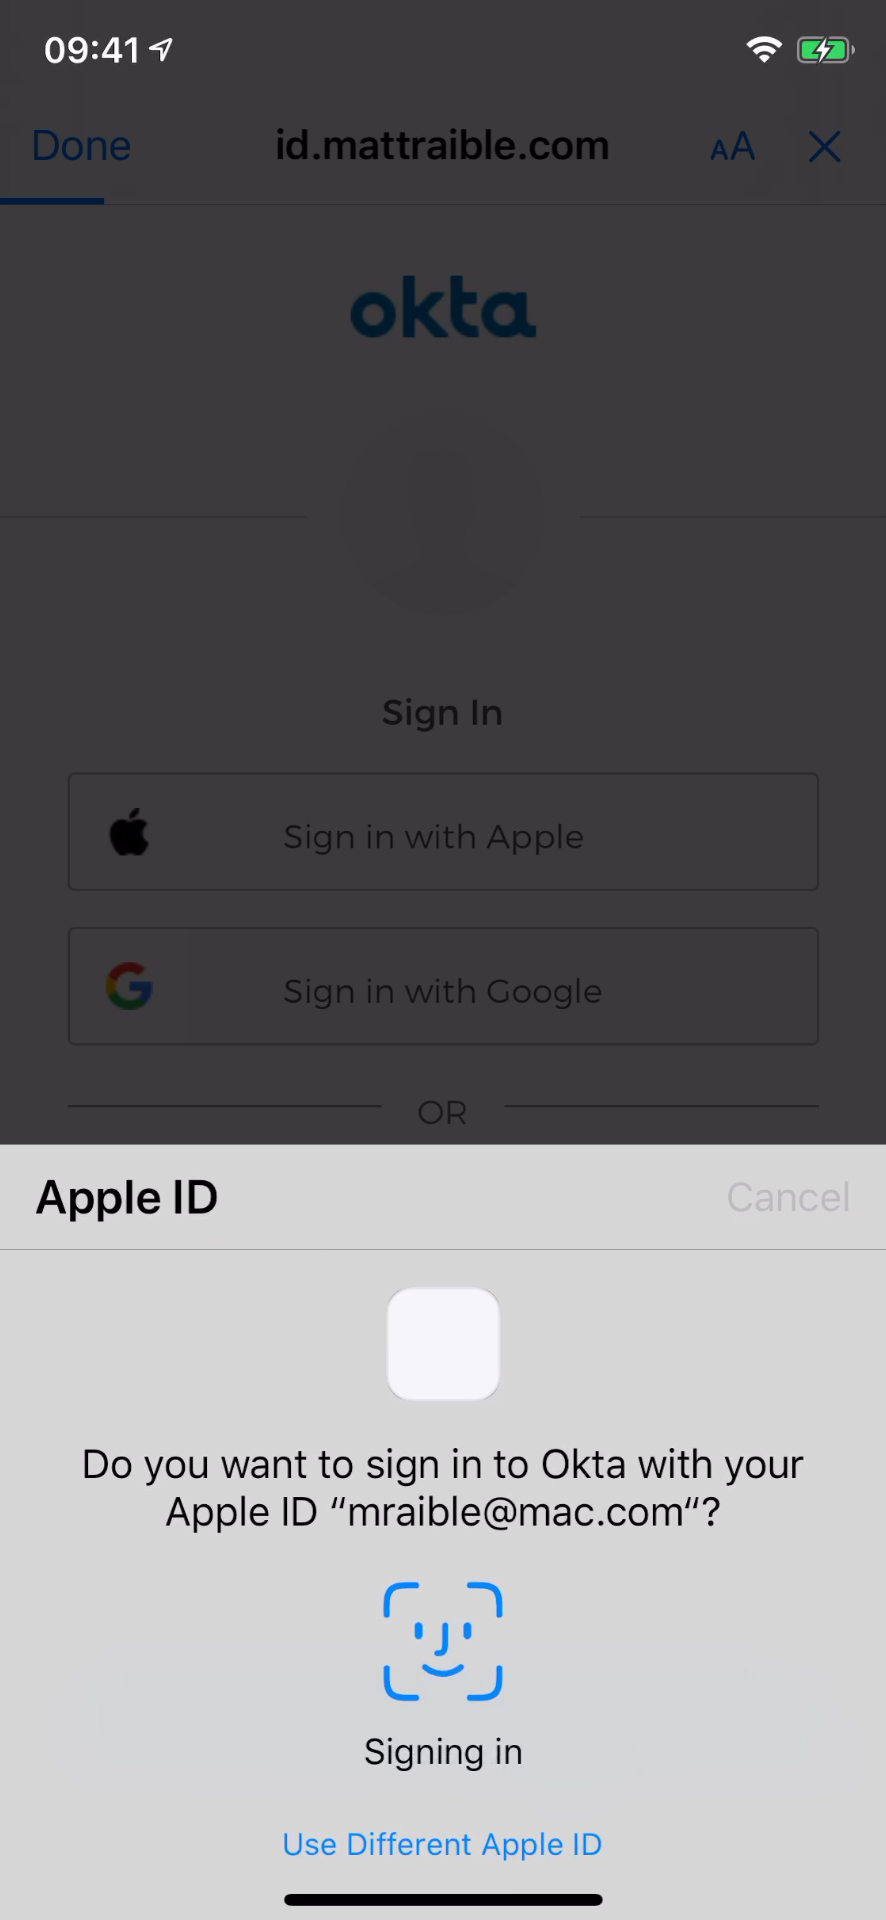 09:41
Done
id.mattraible.com
AA
okta
Sign In
Sign in with Apple
Sign in with Google
OR
Apple ID
Cancel
Do you want to sign in to Okta with your
Apple ID “mraible@mac.com“?
Signing in
Use Different Apple ID